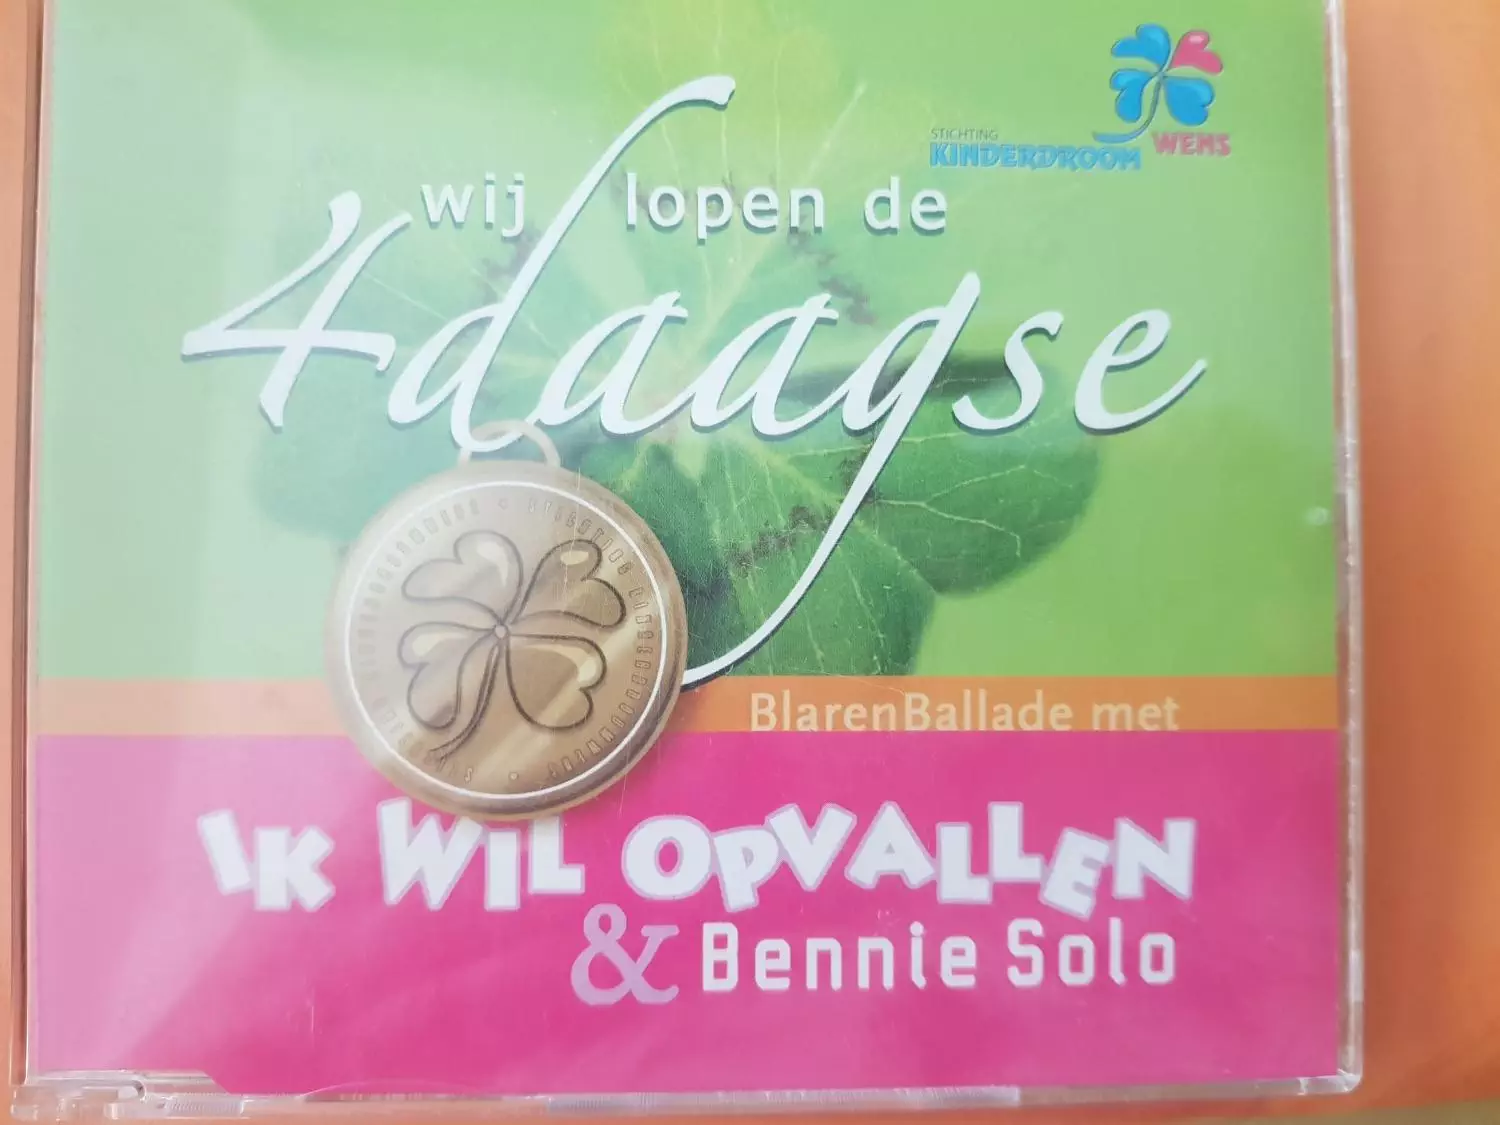 STICHTING
KINDERDROOM WENS
wij lopen de
4daagse
BlarenBallade met
IK WIL OPVALLEN
& Bennie Solo